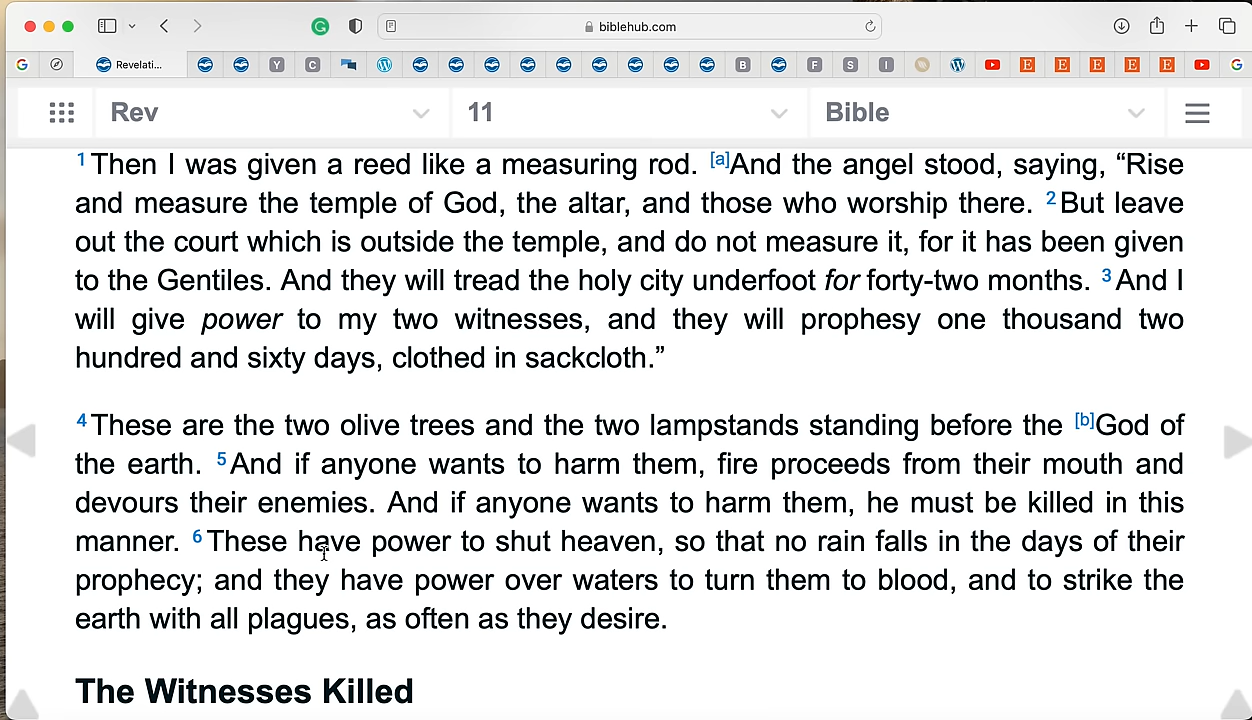 biblehub.com
Revelati...
Rev 11 Bible
1 Then I was given a reed like a measuring rod. [a]And the angel stood, saying, “Rise
and measure the temple of God, the altar, and those who worship there. 2 But leave
out the court which is outside the temple, and do not measure it, for it has been given
to the Gentiles. And they will tread the holy city underfoot for forty-two months. 3 And I
will give power to my two witnesses, and they will prophesy one thousand two
hundred and sixty days, clothed in sackcloth.”
4 These are the two olive trees and the two lampstands standing before the [b]God of
the earth. 5 And if anyone wants to harm them, fire proceeds from their mouth and
devours their enemies. And if anyone wants to harm them, he must be killed in this
manner. 6 These have power to shut heaven, so that no rain falls in the days of their
prophecy; and they have power over waters to turn them to blood, and to strike the
earth with all plagues, as often as they desire.
The Witnesses Killed